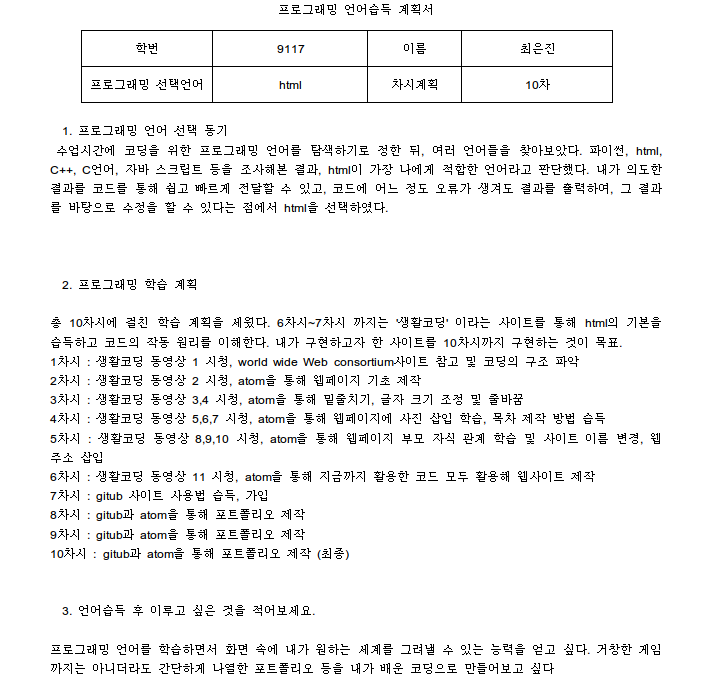 프로그래밍 언어습득 계획서
학번 9117 이름 최은진
프로그래밍 선택언어 html 차시계획 10차
1. 프로그래밍 언어 선택 동기
수업시간에 코딩을 위한 프로그래밍 언어를 탐색하기로 정한 뒤, 여러 언어들을 찾아보았다. 파이썬, html,
C++, C언어, 자바 스크립트 등을 조사해본 결과, html이 가장 나에게 적합한 언어라고 판단했다. 내가 의도한
결과를 코드를 통해 쉽고 빠르게 전달할 수 있고, 코드에 어느 정도 오류가 생겨도 결과를 출력하여, 그 결과
를 바탕으로 수정을 할 수 있다는 점에서 html을 선택하였다.
2. 프로그래밍 학습 계획
총 10차시에 걸친 학습 계획을 세웠다. 6차시~7차시 까지는 '생활코딩' 이라는 사이트를 통해 html의 기본을
습득하고 코드의 작동 원리를 이해한다. 내가 구현하고자 한 사이트를 10차시까지 구현하는 것이 목표.
1차시 : 생활코딩 동영상 1 시청, world wide Web consortium사이트 참고 및 코딩의 구조 파악
2차시 : 생활코딩 동영상 2 시청, atom을 통해 웹페이지 기초 제작
3차시 : 생활코딩 동영상 3,4 시청, atom을 통해 밑줄치기, 글자 크기 조정 및 줄바꿈
4차시 : 생활코딩 동영상 5,6,7 시청, atom을 통해 웹페이지에 사진 삽입 학습, 목차 제작 방법 습득
5차시 : 생활코딩 동영상 8,9,10 시청, atom을 통해 웹페이지 부모 자식 관계 학습 및 사이트 이름 변경, 웹
주소 삽입
6차시 : 생활코딩 동영상 11 시청, atom을 통해 지금까지 활용한 코드 모두 활용해 웹사이트 제작
7차시 : gitub 사이트 사용법 습득, 가입
8차시 : gitub과 atom을 통해 포트폴리오 제작
9차시 : gitub과 atom을 통해 포트폴리오 제작
10차시 : gitub과 atom을 통해 포트폴리오 제작 (최종)
3. 언어습득 후 이루고 싶은 것을 적어보세요.
프로그래밍 언어를 학습하면서 화면 속에 내가 원하는 세계를 그려낼 수 있는 능력을 얻고 싶다. 거창한 게임
까지는 아니더라도 간단하게 나열한 포트폴리오 등을 내가 배운 코딩으로 만들어보고 싶다